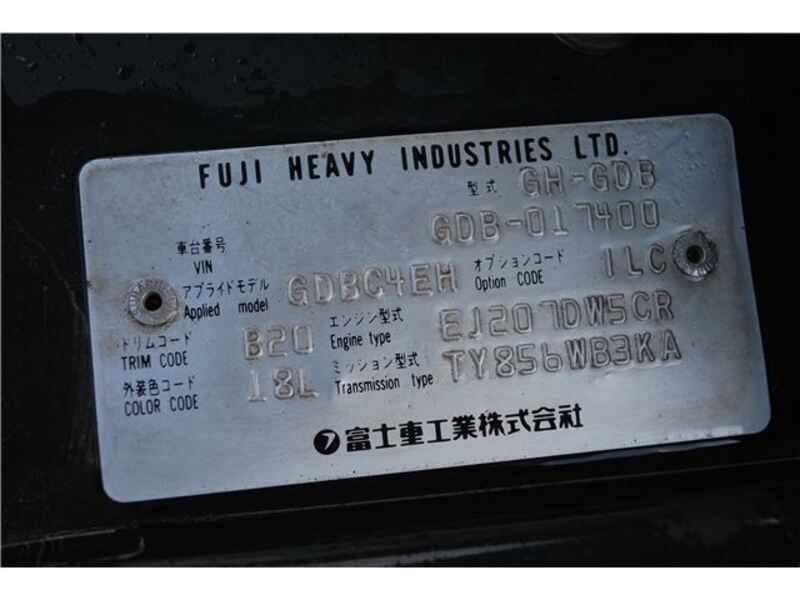 FUJI HEAVY INDUSTRIES LTD.
型式 GH-GDB
車台番号 GDB-017400
VIN
アプライドモデル GDBC4EH オプションコード 1LC
Applied model Option CODE
トリムコード B20 エンジン型式 EJ207DW5CR
TRIM CODE Engine type
外装色コード 18L ミッション型式 TY856WB3KA
COLOR CODE Transmission type
富士重工業株式会社